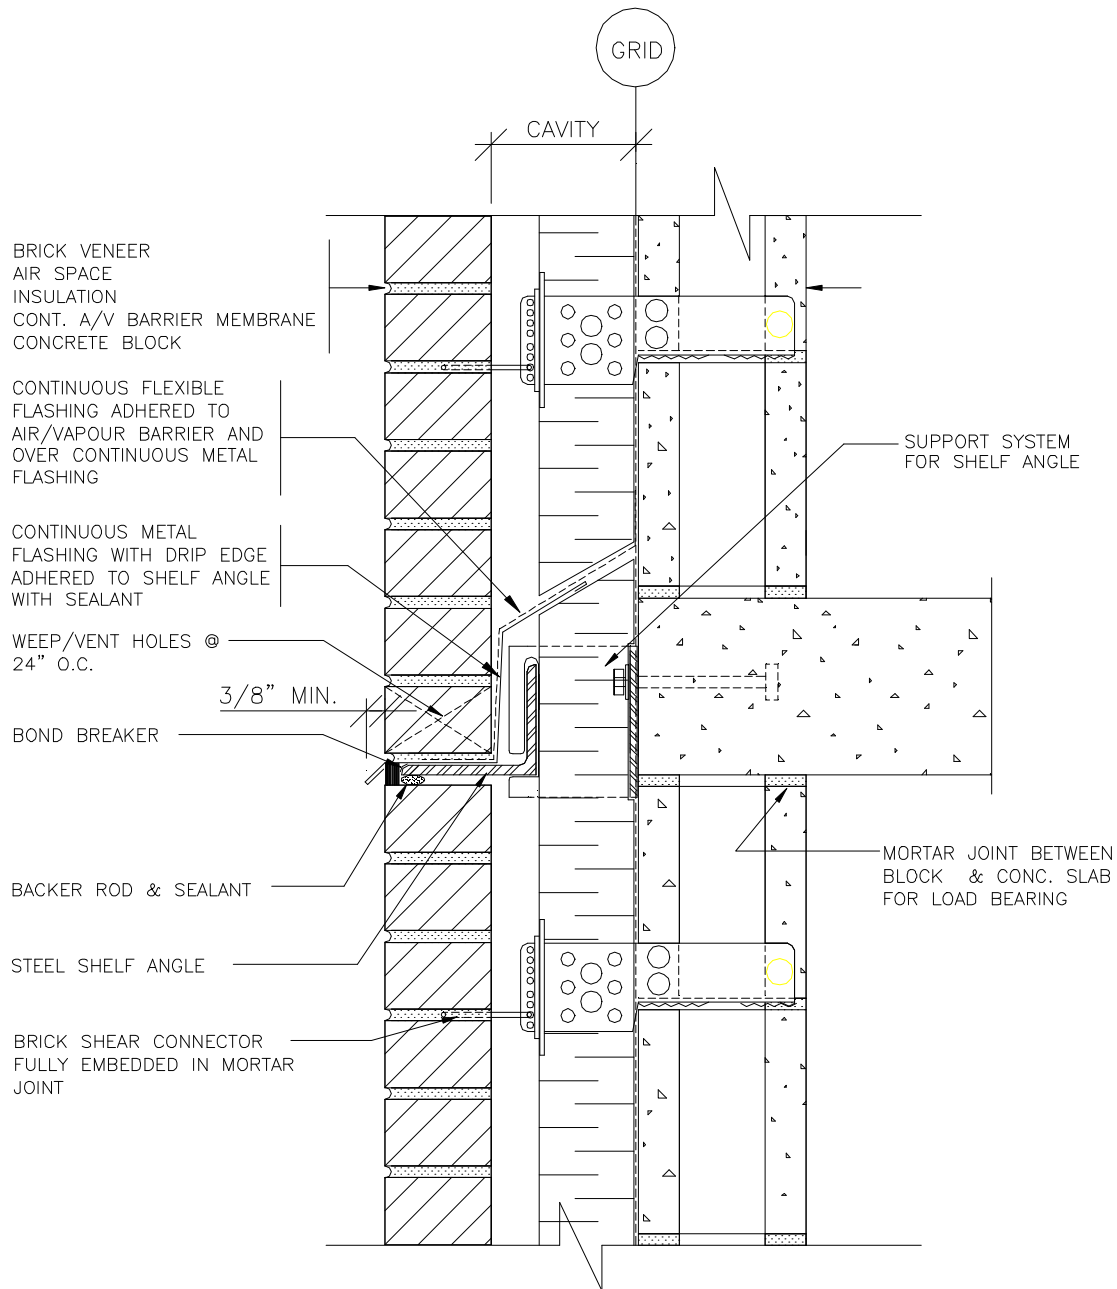 GRID
CAVITY
BRICK VENEER
AIR SPACE
INSULATION
CONT. A/V BARRIER MEMBRANE
CONCRETE BLOCK
CONTINUOUS FLEXIBLE
FLASHING ADHERED TO
AIR/VAPOUR BARRIER AND
OVER CONTINUOUS METAL
FLASHING
SUPPORT SYSTEM
FOR SHELF ANGLE
CONTINUOUS METAL
FLASHING WITH DRIP EDGE
ADHERED TO SHELF ANGLE
WITH SEALANT
WEEP/VENT HOLES @
24" O.C.
3/8" MIN.
BOND BREAKER
MORTAR JOINT BETWEEN
BLOCK & CONC. SLAB
FOR LOAD BEARING
BACKER ROD & SEALANT
STEEL SHELF ANGLE
BRICK SHEAR CONNECTOR
FULLY EMBEDDED IN MORTAR
JOINT